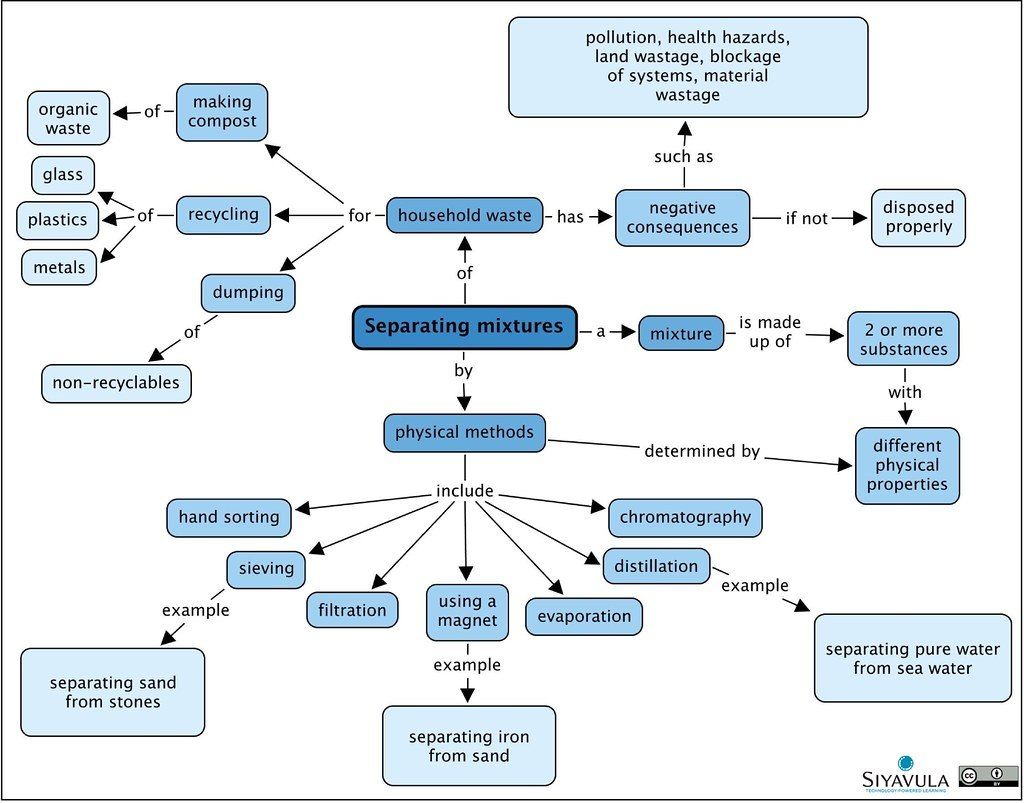 pollution, health hazards,
land wastage, blockage
of systems, material
wastage
such as
making
compost
of
organic
waste
glass
plastics
metals
of
recycling
for
household waste
has
negative
consequences
if not
disposed
properly
dumping
of
non-recyclables
of
Separating mixtures
a
mixture
is made
up of
2 or more
substances
with
different
physical
properties
by
physical methods
determined by
include
hand sorting
sieving
filtration
using a
magnet
evaporation
distillation
chromatography
example
separating sand
from stones
example
separating iron
from sand
example
separating pure water
from sea water
SIYAVULA
TECHNOLOGY-POWERED LEARNING
cc
BY